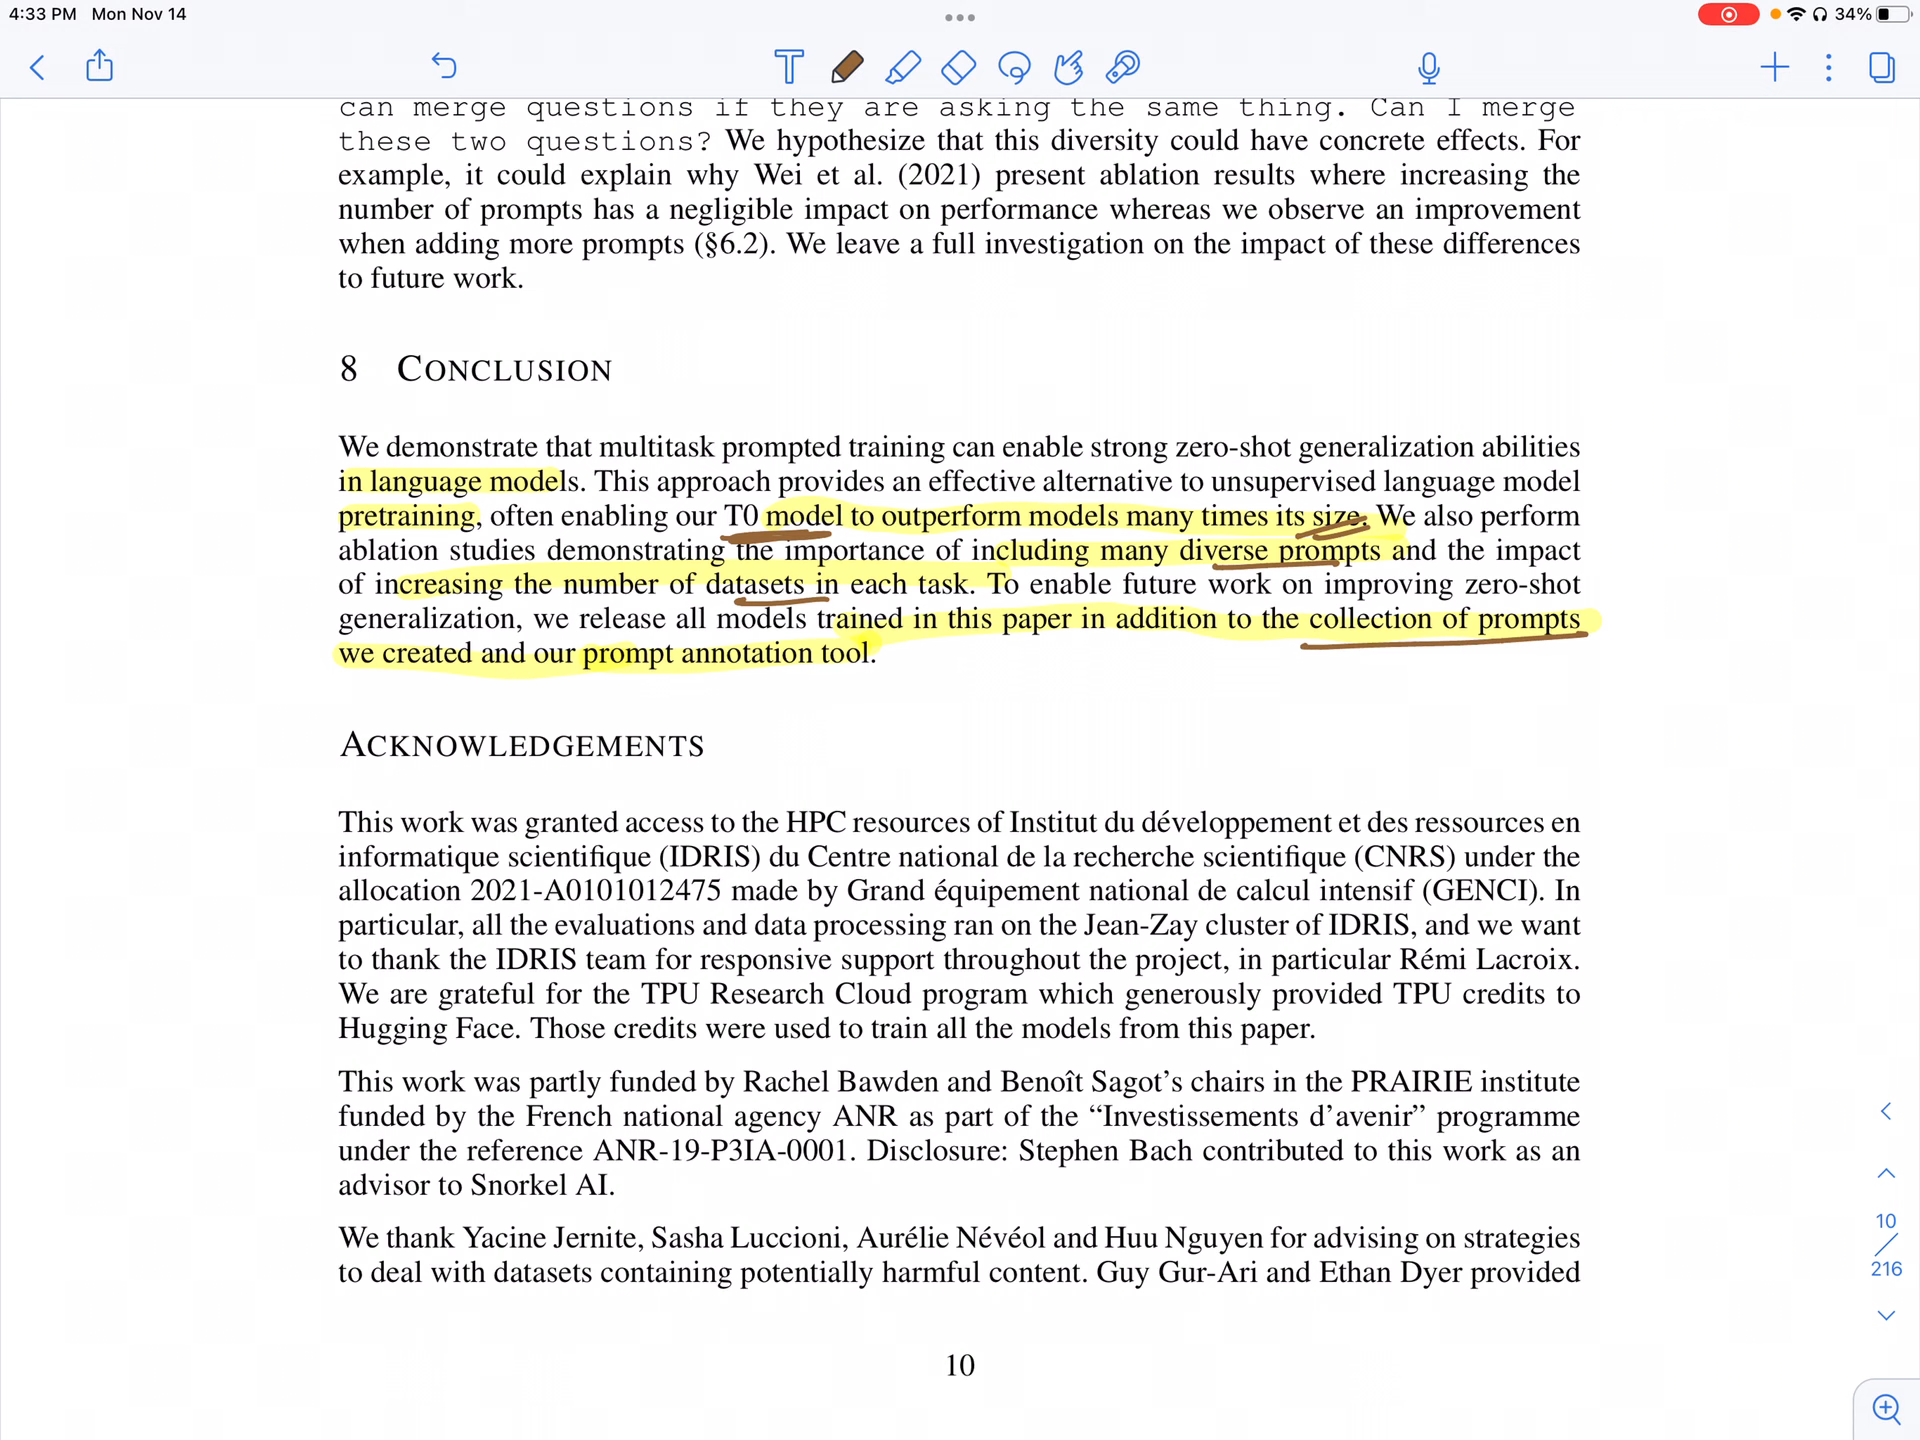 4:33 PM Mon Nov 14
34%
can merge questions if they are asking the same thing. Can I merge
these two questions? We hypothesize that this diversity could have concrete effects. For
example, it could explain why Wei et al. (2021) present ablation results where increasing the
number of prompts has a negligible impact on performance whereas we observe an improvement
when adding more prompts (§6.2). We leave a full investigation on the impact of these differences
to future work.
8 CONCLUSION
We demonstrate that multitask prompted training can enable strong zero-shot generalization abilities
in language models. This approach provides an effective alternative to unsupervised language model
pretraining, often enabling our T0 model to outperform models many times its size. We also perform
ablation studies demonstrating the importance of including many diverse prompts and the impact
of increasing the number of datasets in each task. To enable future work on improving zero-shot
generalization, we release all models trained in this paper in addition to the collection of prompts
we created and our prompt annotation tool.
ACKNOWLEDGEMENTS
This work was granted access to the HPC resources of Institut du développement et des ressources en
informatique scientifique (IDRIS) du Centre national de la recherche scientifique (CNRS) under the
allocation 2021-A0101012475 made by Grand équipement national de calcul intensif (GENCI). In
particular, all the evaluations and data processing ran on the Jean-Zay cluster of IDRIS, and we want
to thank the IDRIS team for responsive support throughout the project, in particular Rémi Lacroix.
We are grateful for the TPU Research Cloud program which generously provided TPU credits to
Hugging Face. Those credits were used to train all the models from this paper.
This work was partly funded by Rachel Bawden and Benoît Sagot's chairs in the PRAIRIE institute
funded by the French national agency ANR as part of the “Investissements d'avenir” programme
under the reference ANR-19-P3IA-0001. Disclosure: Stephen Bach contributed to this work as an
advisor to Snorkel AI.
We thank Yacine Jernite, Sasha Luccioni, Aurélie Névéol and Huu Nguyen for advising on strategies
to deal with datasets containing potentially harmful content. Guy Gur-Ari and Ethan Dyer provided
10
10
/
216